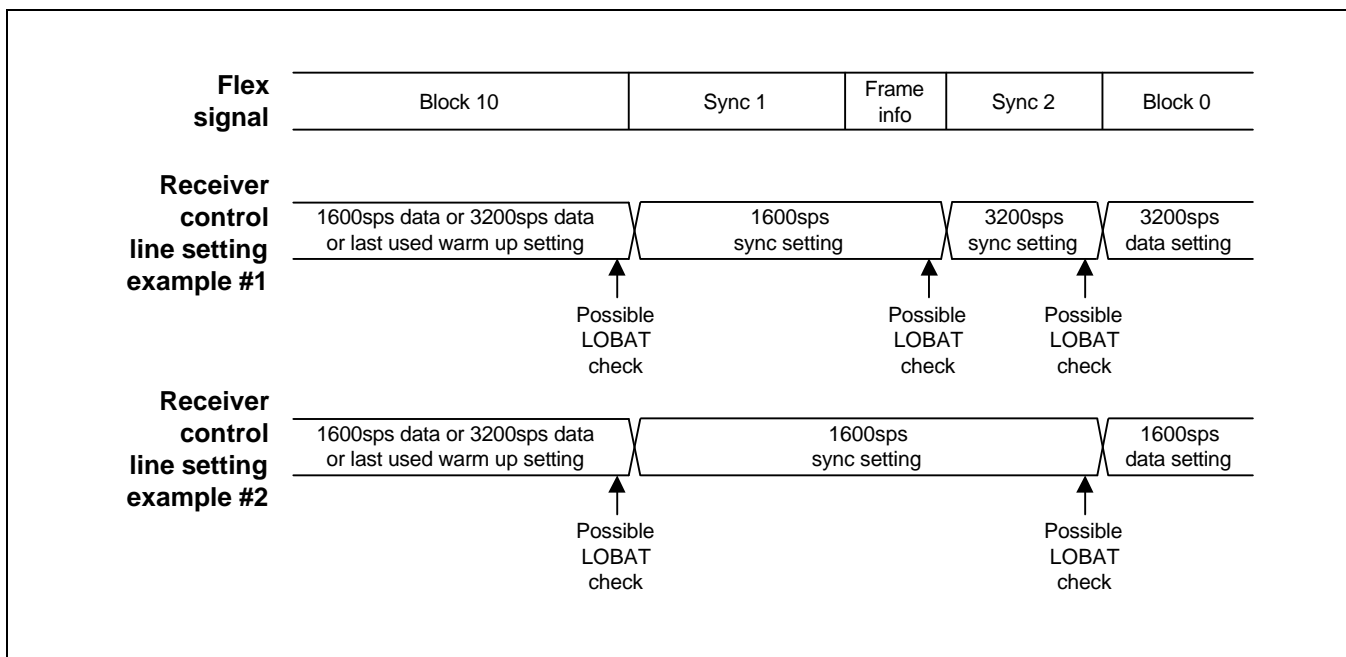 Flex
signal
Block 10
Sync 1
Frame
info
Sync 2
Block 0
Receiver
control
line setting
example #1
1600sps data or 3200sps data
or last used warm up setting
1600sps
sync setting
3200sps
sync setting
3200sps
data setting
Possible
LOBAT
check
Possible
LOBAT
check
Possible
LOBAT
check
Receiver
control
line setting
example #2
1600sps data or 3200sps data
or last used warm up setting
1600sps
sync setting
1600sps
data setting
Possible
LOBAT
check
Possible
LOBAT
check